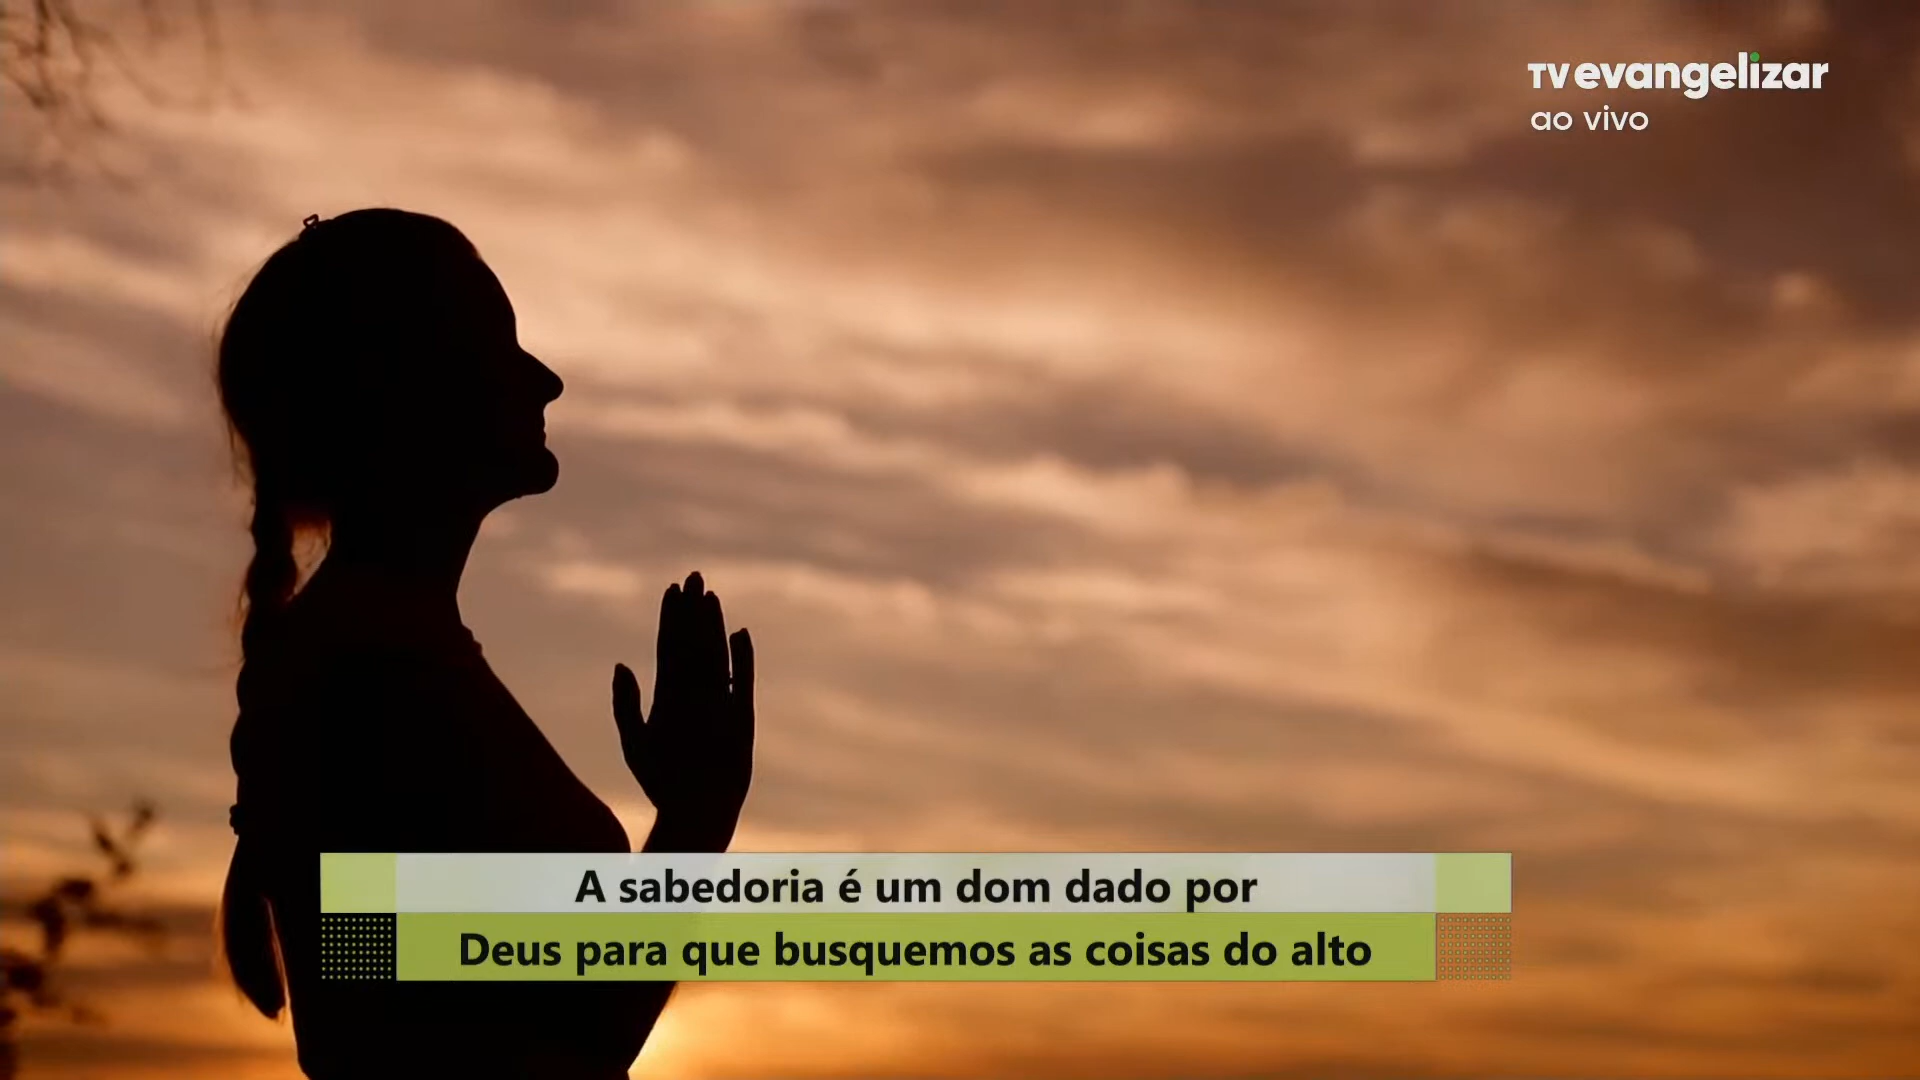 TV evangelizar
ao vivo
A sabedoria é um dom dado por
Deus para que busquemos as coisas do alto